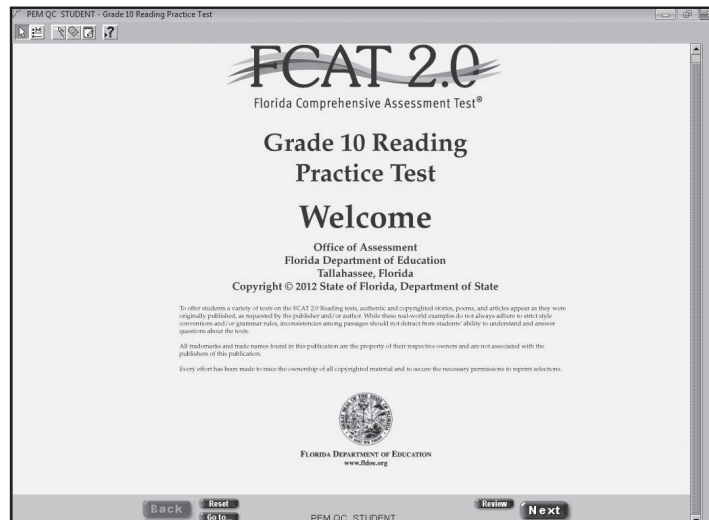 PEM QC STUDENT - Grade 10 Reading Practice Test
FCAT 2.0
Florida Comprehensive Assessment Test®
Grade 10 Reading
Practice Test
Welcome
Office of Assessment
Florida Department of Education
Tallahassee, Florida
Copyright © 2012 State of Florida, Department of State
To offer students a variety of texts on the FCAT 2.0 Reading tests, authentic and copyrighted stories, poems, and articles appear as they were
originally published, as requested by the publisher and/or author. While these real-world examples do not always adhere to strict style
conventions and/or grammar rules, inconsistencies among passages should not detract from students' ability to understand and answer
questions about the texts.
All trademarks and trade names found in this publication are the property of their respective owners and are not associated with the
publishers of this publication.
Every effort has been made to trace the ownership of all copyrighted material and to secure the necessary permissions to reprint selections.
FLORIDA DEPARTMENT OF EDUCATION
www.fldoe.org
Back
Reset
Go to...
PEM QC STUDENT
Review
Next